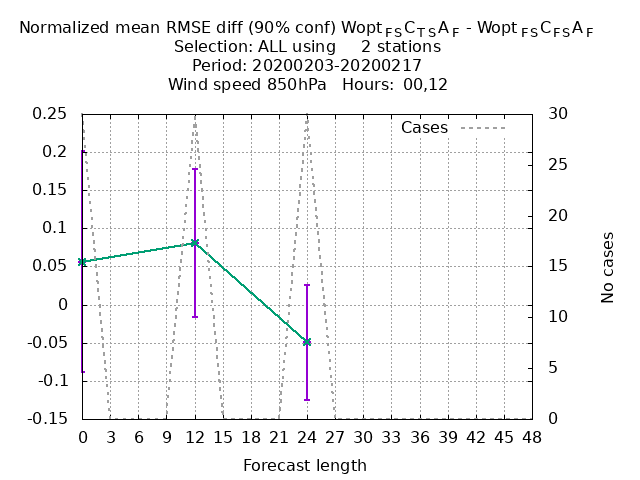 Normalized mean RMSE diff (90% conf) Wopt FS C T S A F - Wopt FS C F S A F
Selection: ALL using 2 stations
Period: 20200203-20200217
Wind speed 850hPa Hours: 00,12
Cases
0.25
0.2
0.15
0.1
0.05
0
-0.05
-0.1
-0.15
30
25
20
15
10
5
0
No cases
0 3 6 9 12 15 18 21 24 27 30 33 36 39 42 45 48
Forecast length